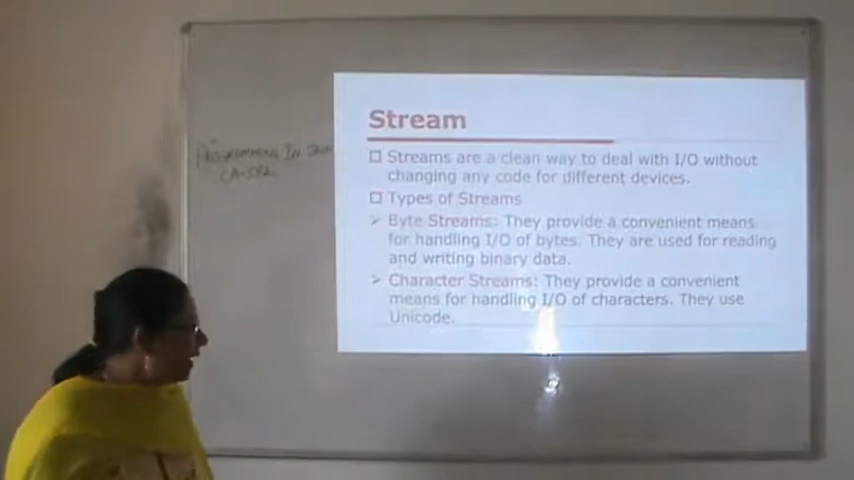 Stream
Streams are a clean way to deal with I/O without
changing any code for different devices.
Types of Streams
Byte Streams: They provide a convenient means
for handling I/O of bytes. They are used for reading
and writing binary data.
Character Streams: They provide a convenient
means for handling I/O of characters. They use
Unicode.
PROGRAMMING IN